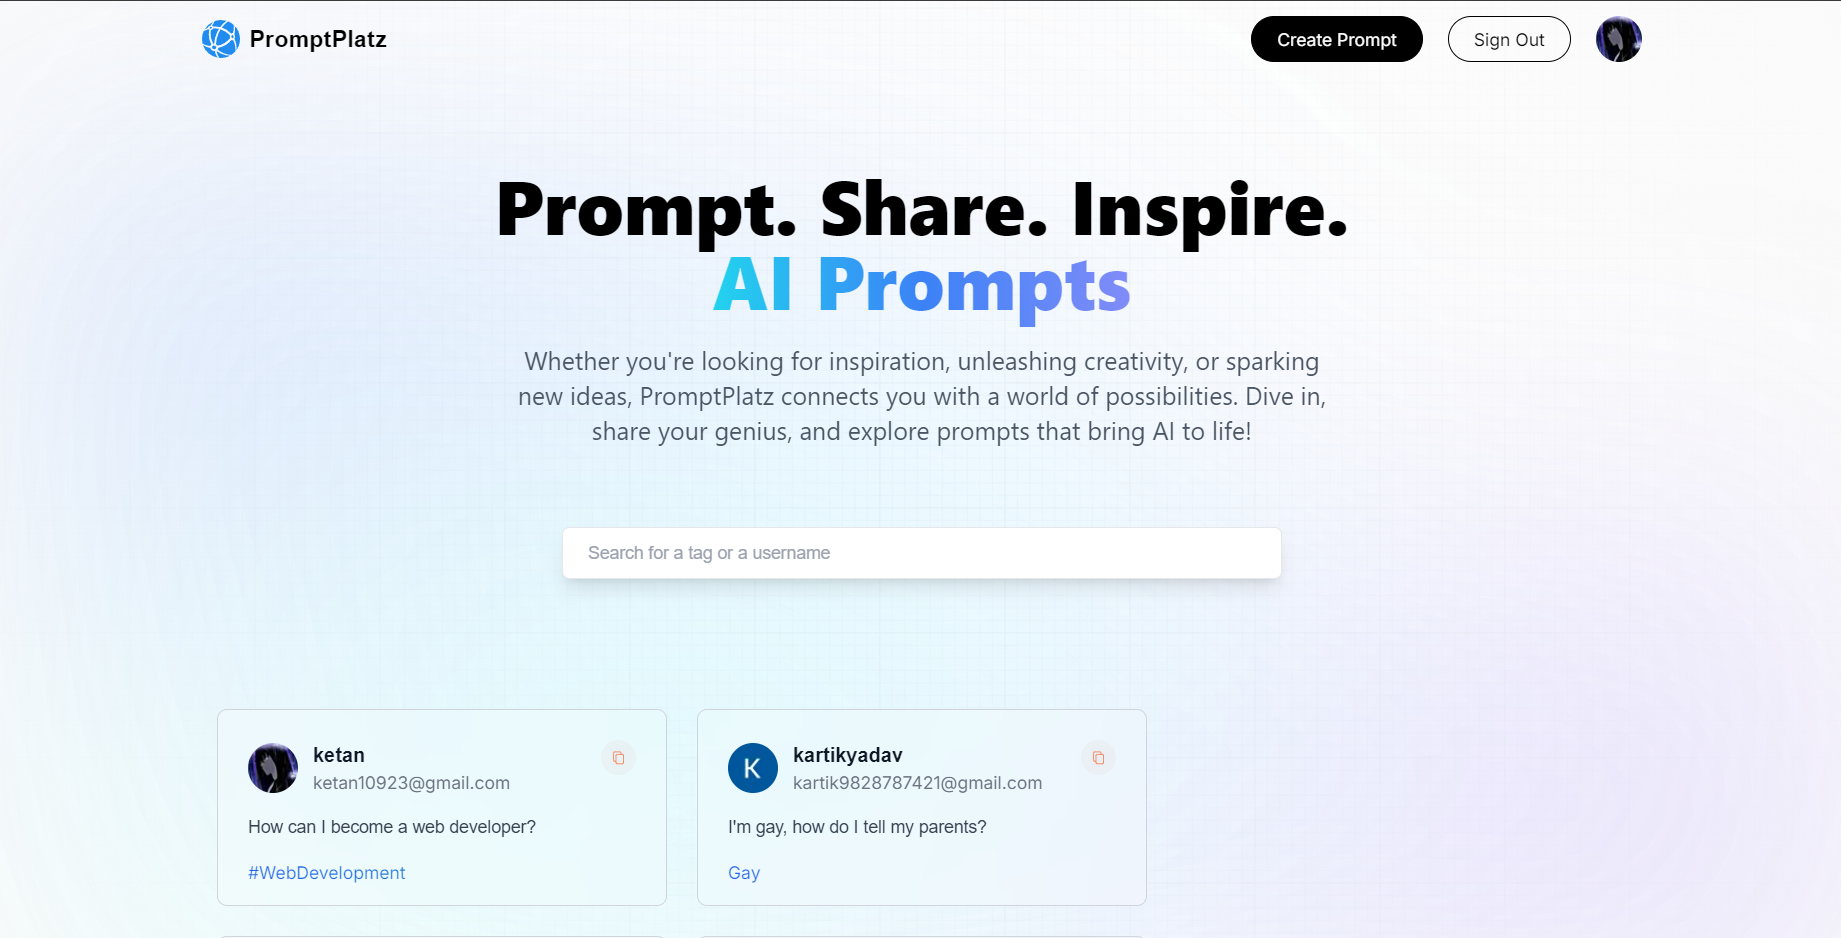 PromptPlatz
Create Prompt
Sign Out
Prompt. Share. Inspire.
AI Prompts
Whether you're looking for inspiration, unleashing creativity, or sparking
new ideas, PromptPlatz connects you with a world of possibilities. Dive in,
share your genius, and explore prompts that bring AI to life!
Search for a tag or a username
ketan
ketan10923@gmail.com
How can I become a web developer?
#WebDevelopment
K
kartikyadav
kartik9828787421@gmail.com
I'm gay, how do I tell my parents?
Gay